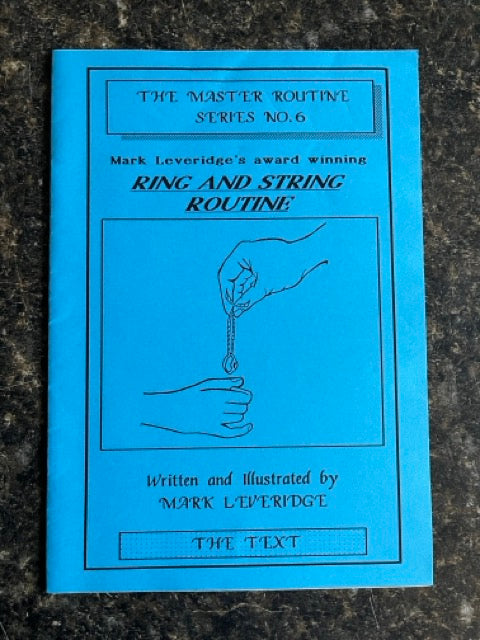 THE MASTER ROUTINE
SERIES NO.6
Mark Leveridge's award winning
RING AND STRING
ROUTINE
Written and Illustrated by
MARK LEVERIDGE
THE TEXT